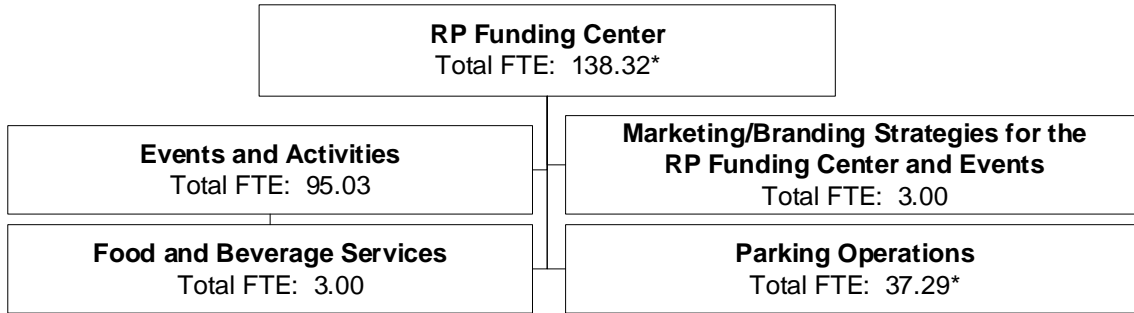 RP Funding Center
Total FTE: 138.32*
Events and Activities
Total FTE: 95.03
Marketing/Branding Strategies for the
RP Funding Center and Events
Total FTE: 3.00
Food and Beverage Services
Total FTE: 3.00
Parking Operations
Total FTE: 37.29*